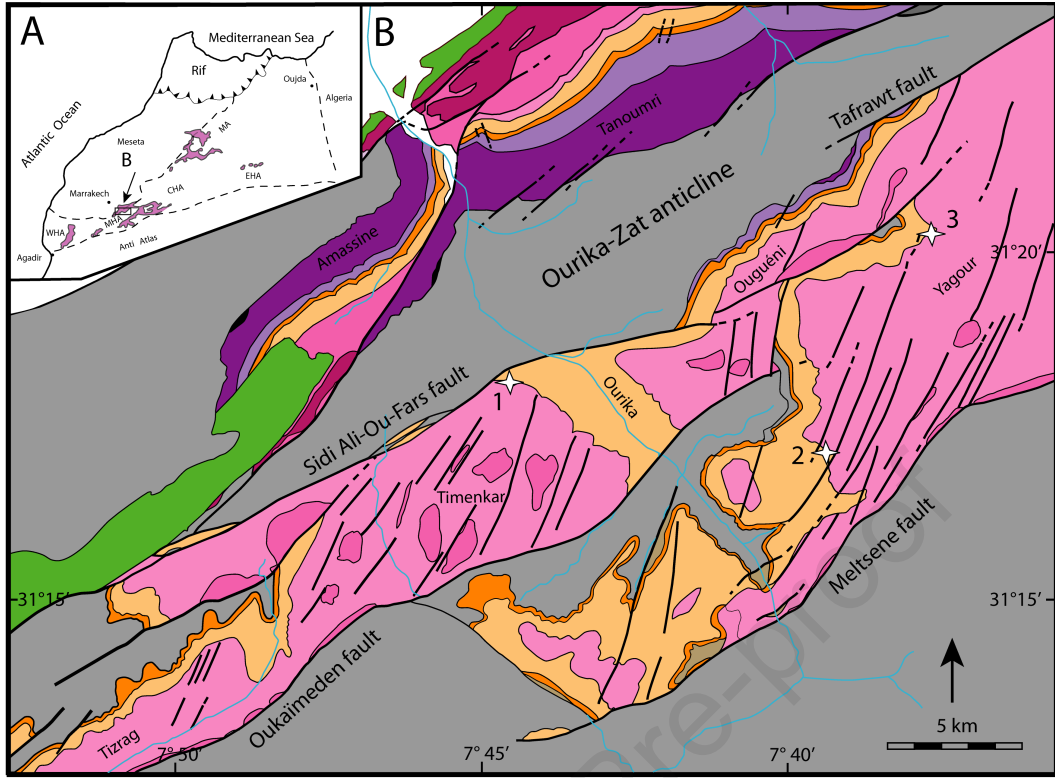 A
B
Mediterranean Sea
Rif
Oujda
Algeria
Atlantic Ocean
MA
Meseta
B
EHA
CHA
Marrakech
MHA
WHA
Anti Atlas
Agadir
Tanoumri
Tafrawt fault
Ourika-Zat anticline
Amassine
3
31°20'
Ouguéni
Yagour
Sidi Ali-Ou-Fars fault
1
Ourika
2
Timenkar
Meltsene fault
31°15'
31°15'
Oukaïmeden fault
Tizrag
5 km
7°50'
7°45'
7°40'
re-proof